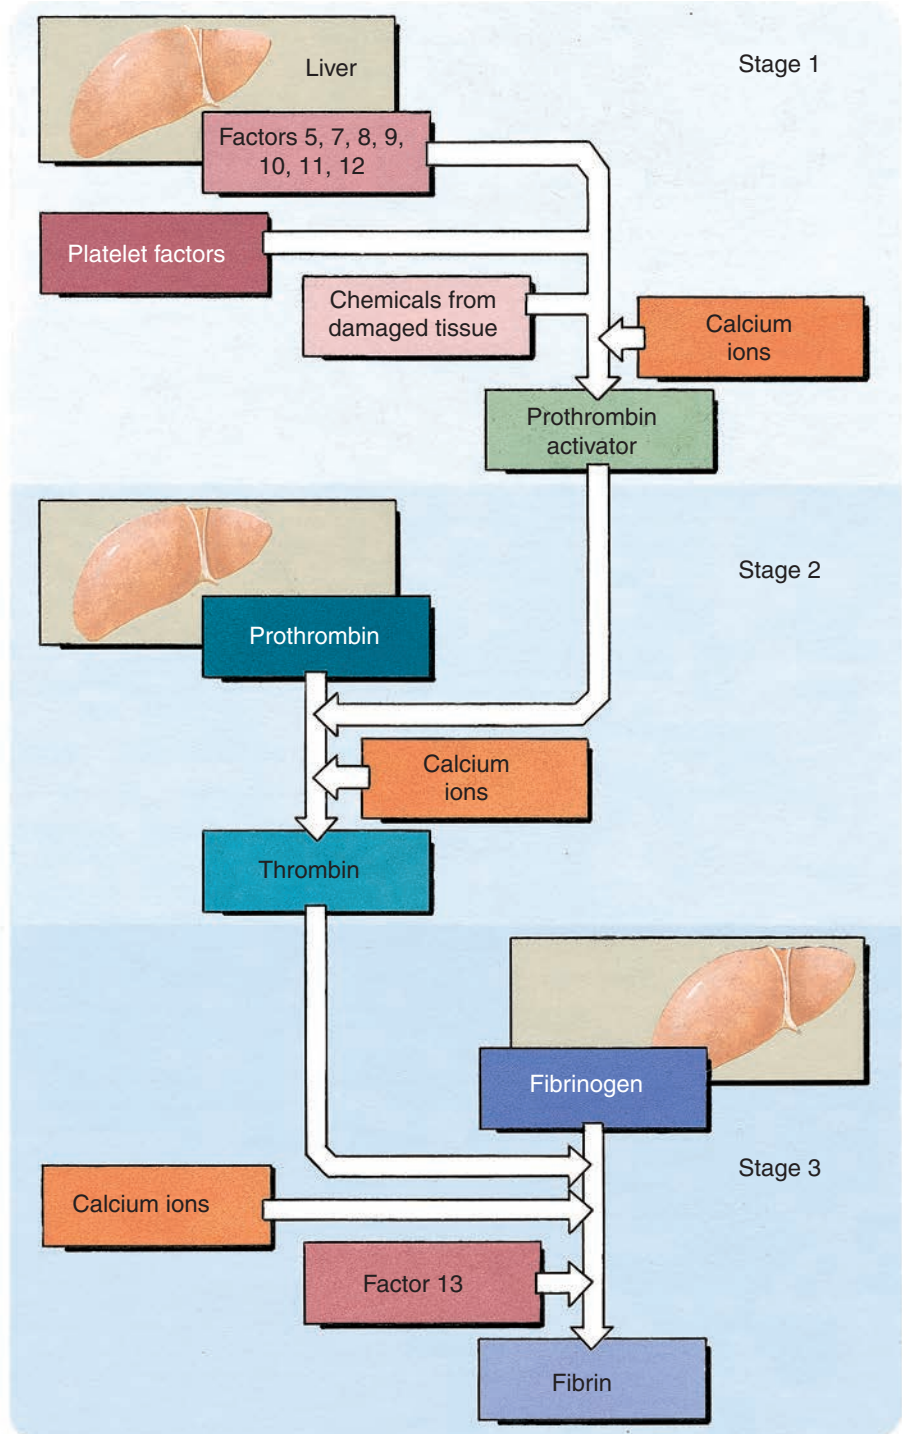 Liver
Stage 1
Factors 5, 7, 8, 9,
10, 11, 12
Platelet factors
Chemicals from
damaged tissue
Calcium
ions
Prothrombin
activator
Stage 2
Prothrombin
Calcium
ions
Thrombin
Fibrinogen
Stage 3
Calcium ions
Factor 13
Fibrin